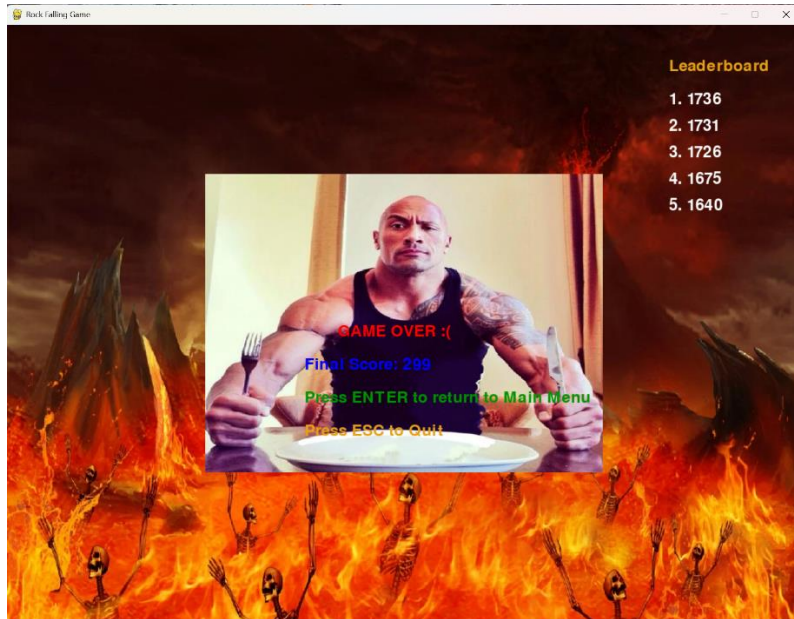 Rock Falling Game
Leaderboard
1. 1736
2. 1731
3. 1726
4. 1675
5. 1640
GAME OVER :(
Final Score: 299
Press ENTER to return to Main Menu
Press ESC to Quit